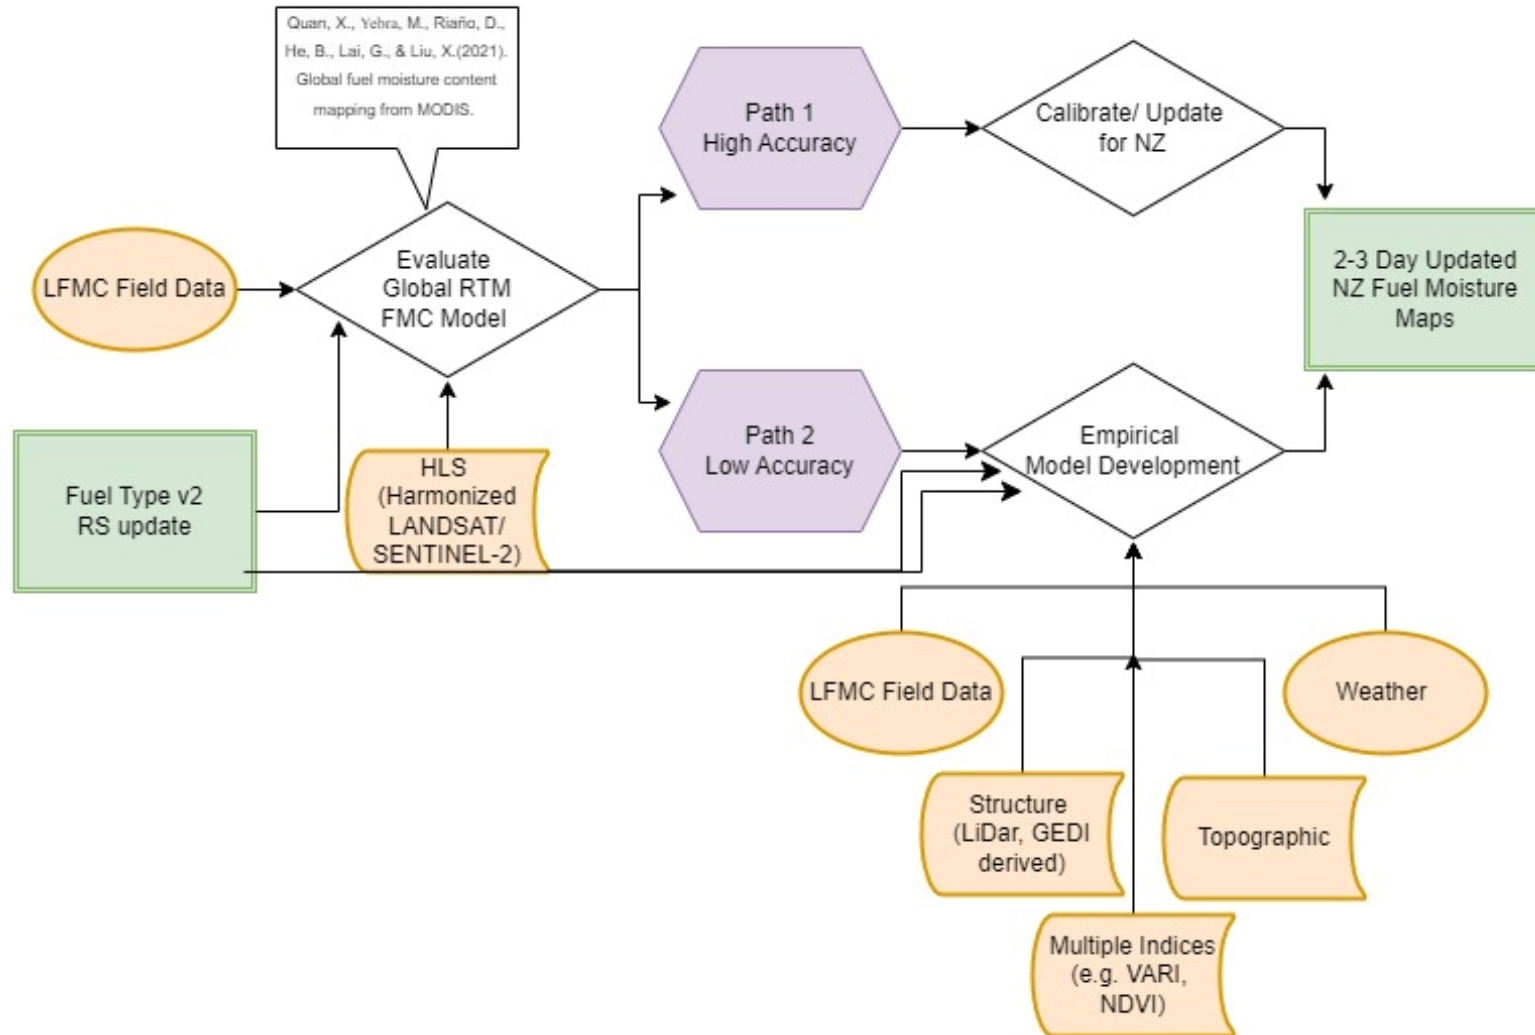 Quan, X., Yebra, M., Riaño, D.,
He, B., Lai, G., & Liu, X.(2021).
Global fuel moisture content
mapping from MODIS.
Path 1
High Accuracy
Calibrate/ Update
for NZ
LFMC Field Data
Evaluate
Global RTM
FMC Model
2-3 Day Updated
NZ Fuel Moisture
Maps
Fuel Type v2
RS update
HLS
(Harmonized
LANDSAT/
SENTINEL-2)
Path 2
Low Accuracy
Empirical
Model Development
LFMC Field Data
Weather
Structure
(LiDar, GEDI
derived)
Topographic
Multiple Indices
(e.g. VARI,
NDVI)